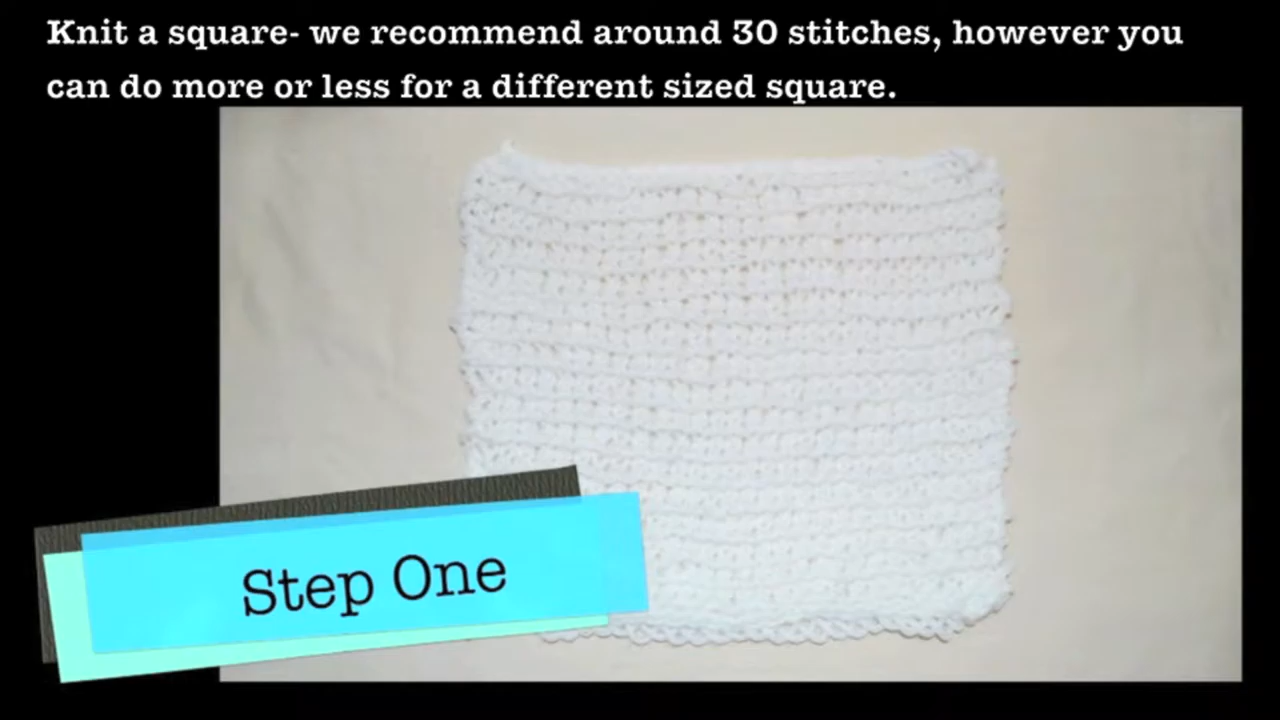 Knit a square- we recommend around 30 stitches, however you
can do more or less for a different sized square.
Step One